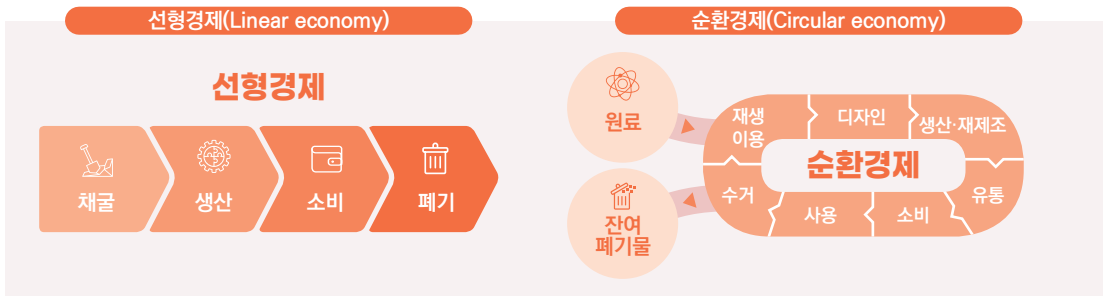 선형경제(Linear economy)
선형경제
채굴
생산
소비
폐기
순환경제(Circular economy)
원료
잔여
폐기물
재생
이용
디자인
생산·재제조
순환경제
수거
사용
소비
유통